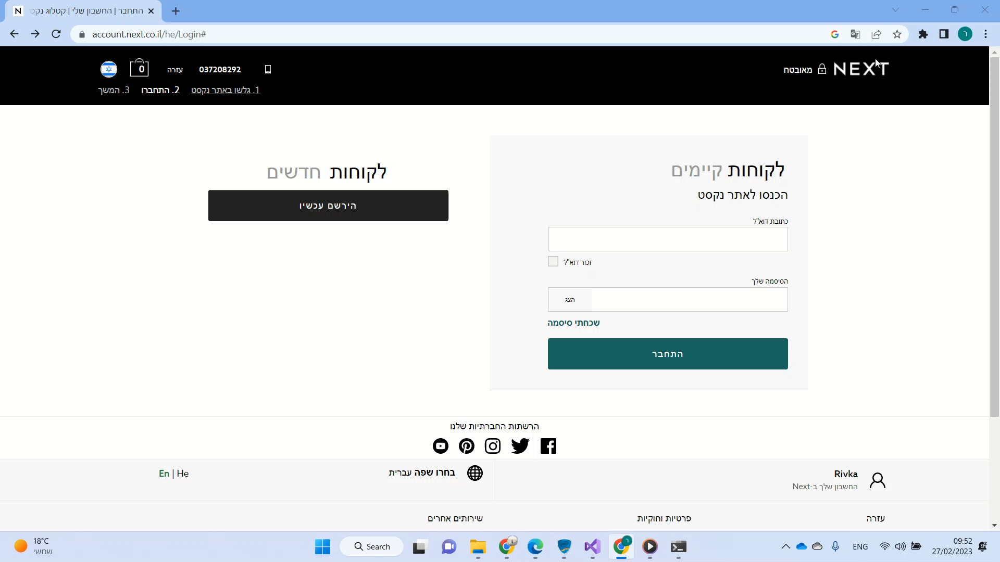 התחבר | החשבון שלי | קטלוג נקס
account.next.co.il/he/Login#
NEXT
מאובטח
037208292
עזרה
0
1. גלשו באתר נקסט
2. התחברו
3. המשך
לקוחות קיימים
הכנסו לאתר נקסט
כתובת דוא"ל
זכור דוא"ל
הסיסמה שלך
הצג
שכחתי סיסמה
התחבר
לקוחות חדשים
הירשם עכשיו
הרשתות החברתיות שלנו
Rivka
החשבון שלך ב-Next
בחרו שפה עברית
En | He
עזרה
פרטיות וחוקיות
שירותים אחרים
18°C
שמשי
Search
ENG
09:52
27/02/2023